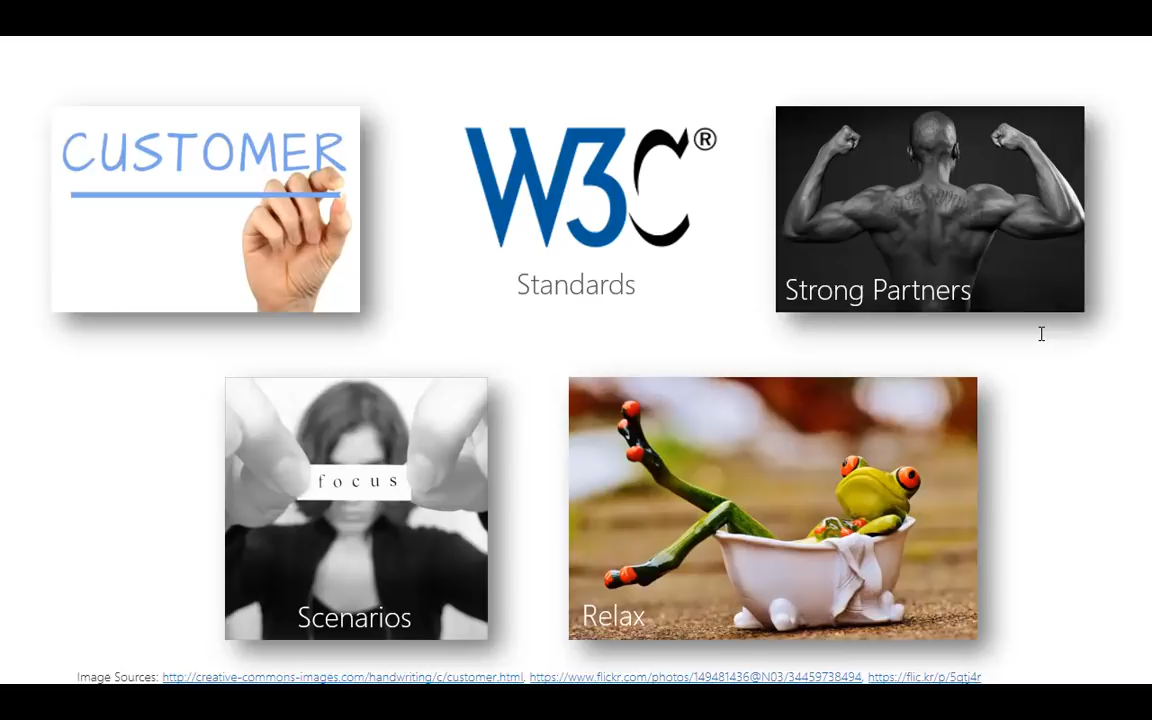 CUSTOMER
W3C®
Standards
Strong Partners
focus
Scenarios
Relax
Image Sources: http://creative-commons-images.com/handwriting/c/customer.html, https://www.flickr.com/photos/149481436@N03/34459738494, https://flic.kr/p/5qtj4r